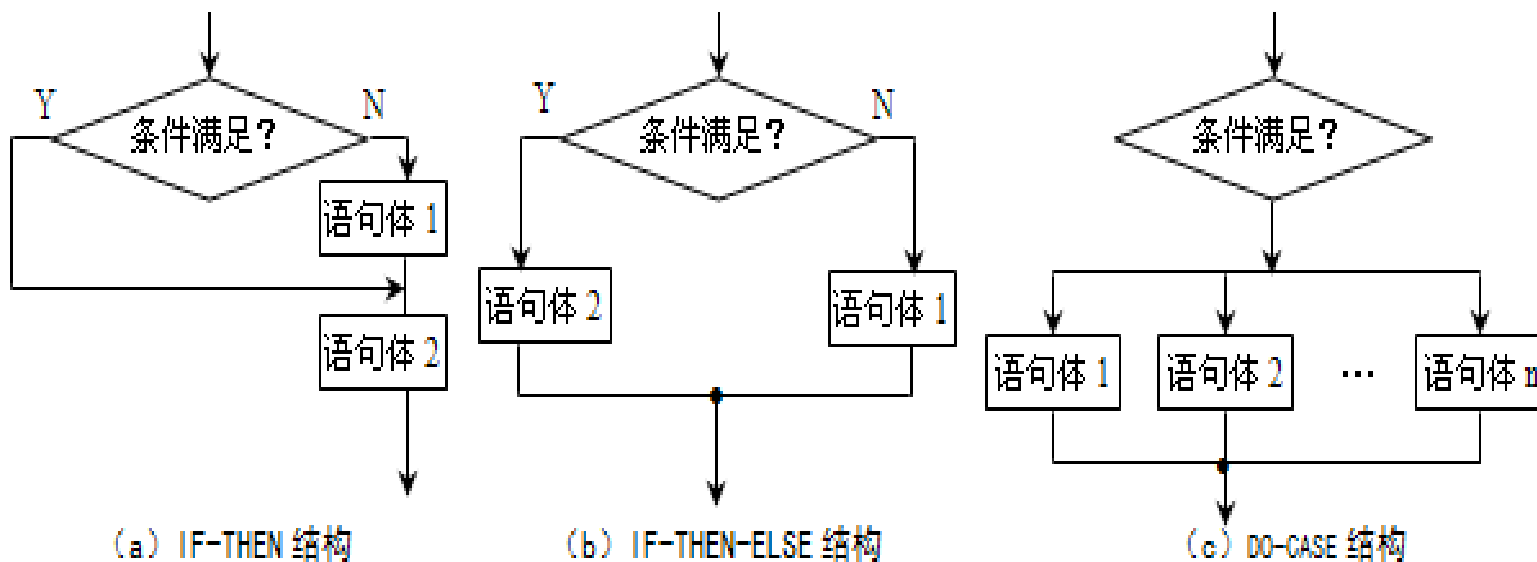 Y
N
条件满足?
语句体 1
语句体 2
(a) IF-THEN 结构
Y
N
条件满足?
语句体 2
语句体 1
(b) IF-THEN-ELSE 结构
条件满足?
语句体 1
语句体 2
…
语句体 n
(c) DO-CASE 结构